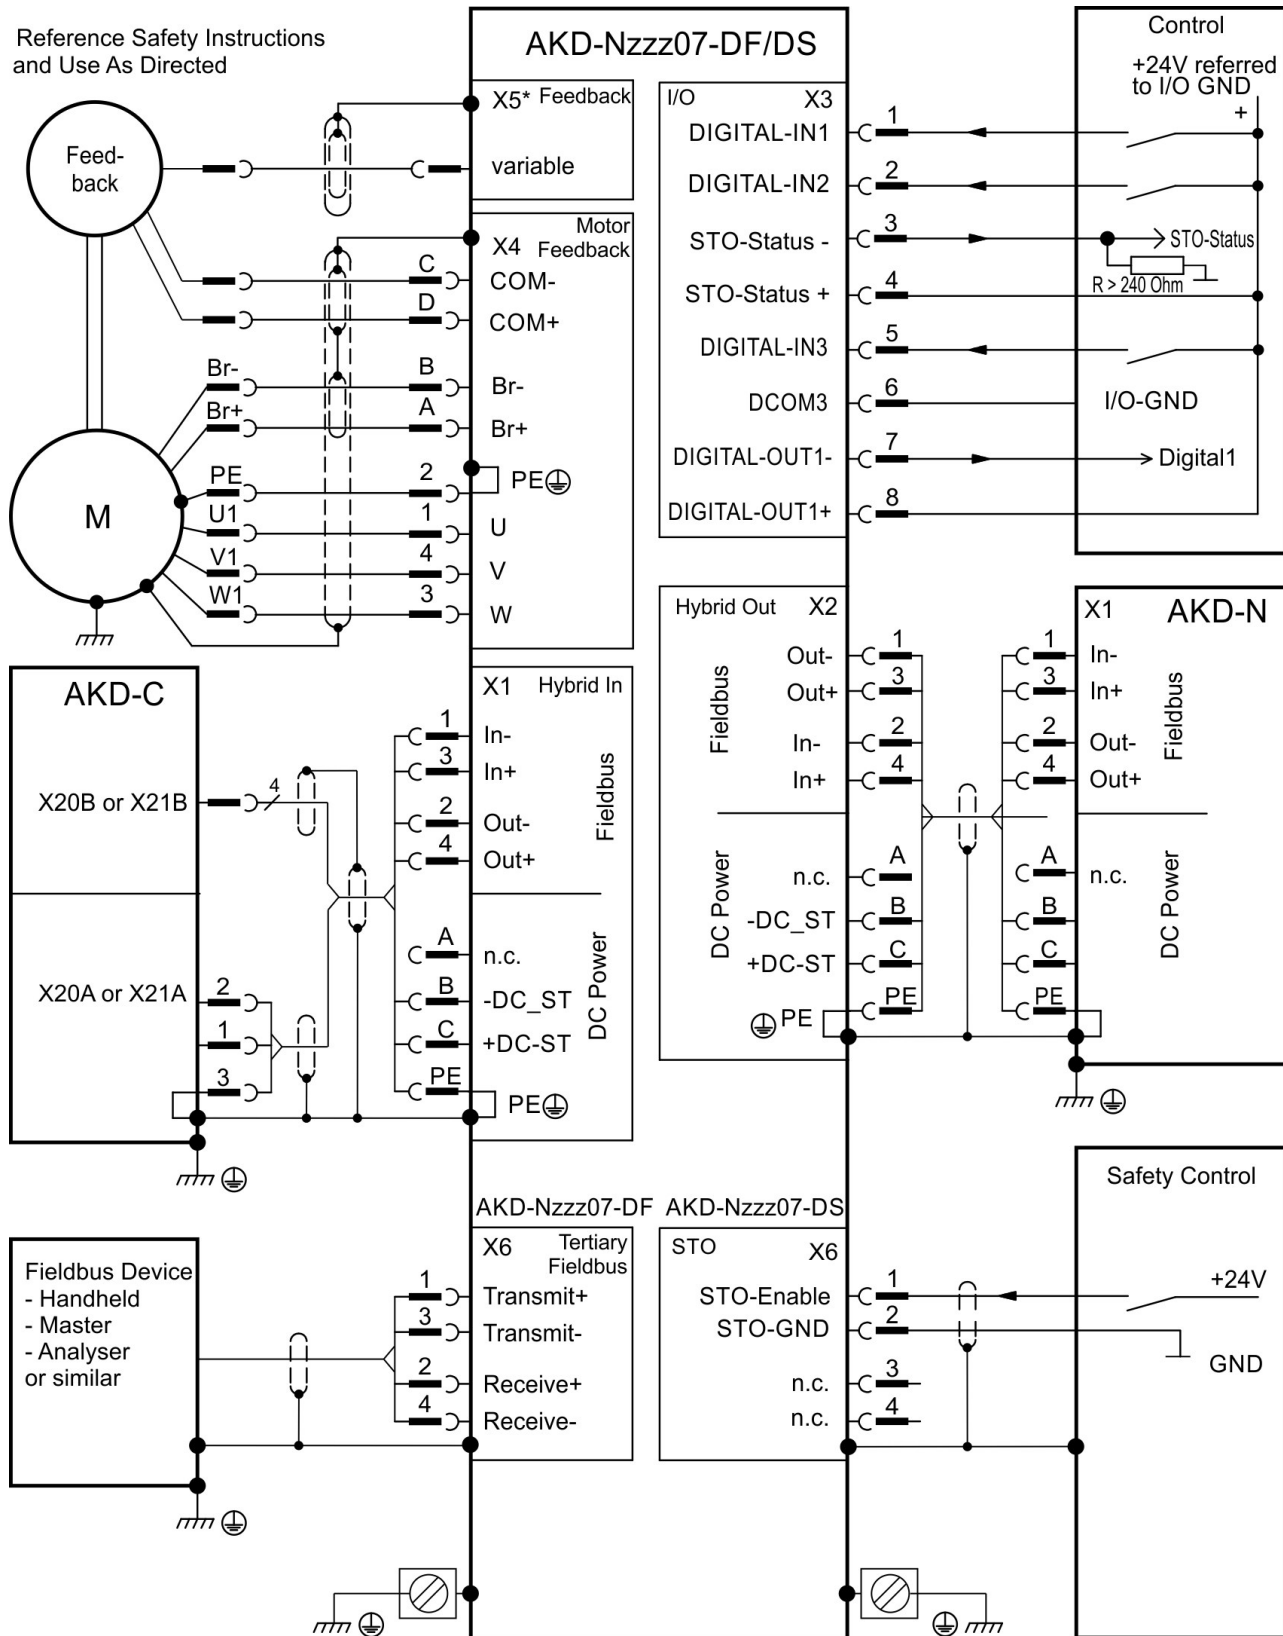 Reference Safety Instructions
and Use As Directed
AKD-Nzzz07-DF/DS
Feed-
back
X5* Feedback
variable
X4
Motor
Feedback
C
COM-
D
COM+
Br-
B
Br-
Br+
A
Br+
PE
2
PE
U1
1
U
V1
4
V
W1
3
W
M
I/O
X3
DIGITAL-IN1
1
DIGITAL-IN2
2
STO-Status -
3
STO-Status +
4
DIGITAL-IN3
5
DCOM3
6
DIGITAL-OUT1-
7
DIGITAL-OUT1+
8
Control
+24V referred
to I/O GND
+
STO-Status
R > 240 Ohm
I/O-GND
Digital1
AKD-C
X20B or X21B
4
X20A or X21A
2
1
3
X1 Hybrid In
1
In-
3
In+
2
Out-
4
Out+
Fieldbus
A
n.c.
B
-DC_ST
C
+DC-ST
PE
PE
DC Power
Hybrid Out X2
Out-
1
Out+
3
In-
2
In+
4
Fieldbus
n.c.
A
-DC_ST
B
+DC-ST
C
PE
PE
DC Power
X1 AKD-N
1
In-
3
In+
2
Out-
4
Out+
Fieldbus
A
n.c.
B
C
PE
DC Power
AKD-Nzzz07-DF
AKD-Nzzz07-DS
Fieldbus Device
- Handheld
- Master
- Analyser
or similar
X6
Tertiary
Fieldbus
1
Transmit+
3
Transmit-
2
Receive+
4
Receive-
STO
X6
STO-Enable
1
STO-GND
2
n.c.
3
n.c.
4
Safety Control
+24V
GND